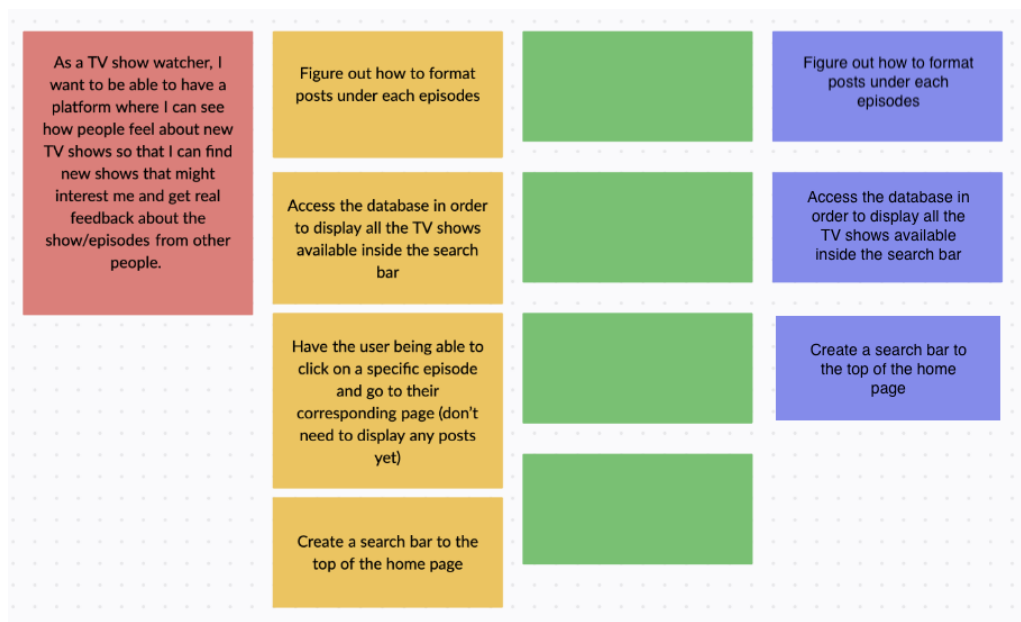 As a TV show watcher, I
want to be able to have a
platform where I can see
how people feel about new
TV shows so that I can find
new shows that might
interest me and get real
feedback about the
show/episodes from other
people.
Figure out how to format
posts under each episodes
Access the database in order
to display all the TV shows
available inside the search
bar
Have the user being able to
click on a specific episode
and go to their
corresponding page (don't
need to display any posts
yet)
Create a search bar to the
top of the home page
Figure out how to format
posts under each
episodes
Access the database in
order to display all the
TV shows available
inside the search bar
Create a search bar to
the top of the home
page